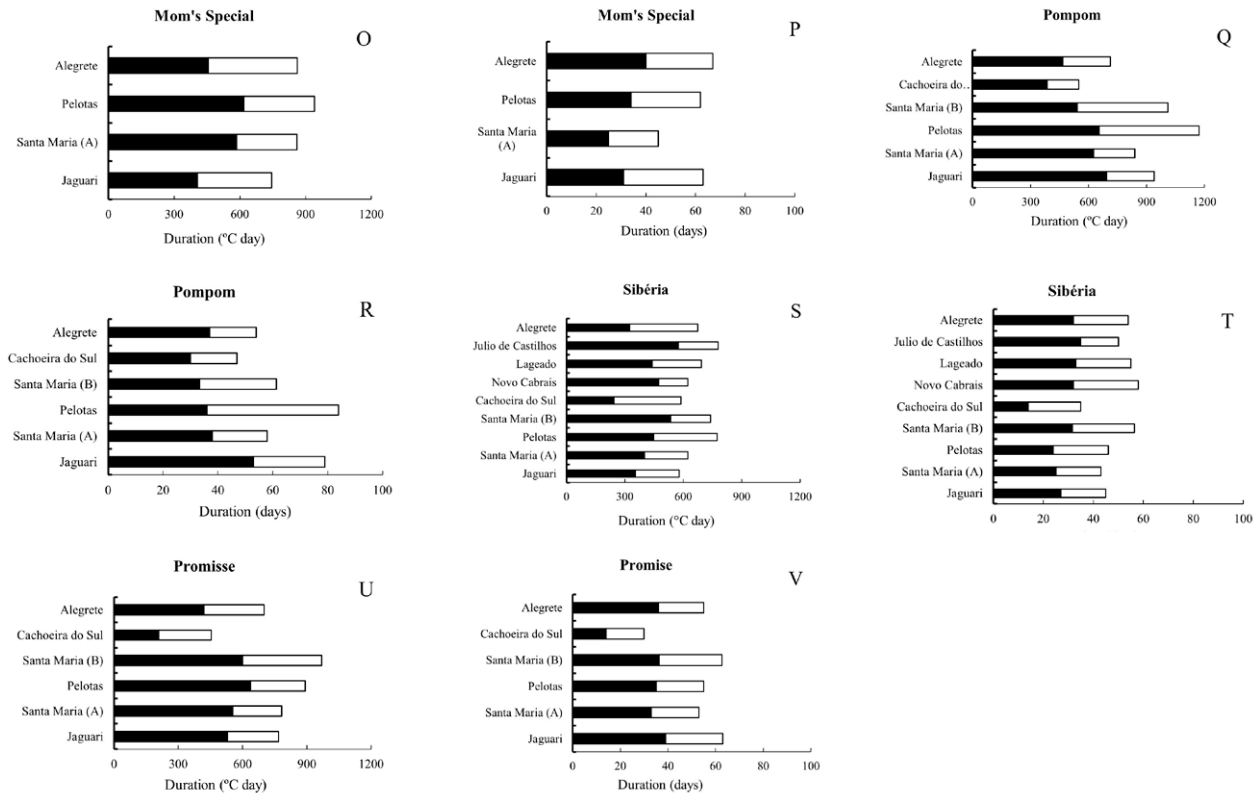 Mom's Special
O
Alegrete
Pelotas
Santa Maria (A)
Jaguari
0 300 600 900 1200
Duration (ºC day)
Mom's Special
P
Alegrete
Pelotas
Santa Maria
(A)
Jaguari
0 20 40 60 80 100
Duration (days)
Pompom
Q
Alegrete
Cachoeira do..
Santa Maria (B)
Pelotas
Santa Maria (A)
Jaguari
0 300 600 900 1200
Duration (ºC day)
Pompom
R
Alegrete
Cachoeira do Sul
Santa Maria (B)
Pelotas
Santa Maria (A)
Jaguari
0 20 40 60 80 100
Duration (days)
Sibéria
S
Alegrete
Julio de Castilhos
Lageado
Novo Cabrais
Cachoeira do Sul
Santa Maria (B)
Pelotas
Santa Maria (A)
Jaguari
0 300 600 900 1200
Duration (°C day)
Sibéria
T
Alegrete
Julio de Castilhos
Lageado
Novo Cabrais
Cachoeira do Sul
Santa Maria (B)
Pelotas
Santa Maria (A)
Jaguari
0 20 40 60 80 100
Promisse
U
Alegrete
Cachoeira do Sul
Santa Maria (B)
Pelotas
Santa Maria (A)
Jaguari
0 300 600 900 1200
Duration (ºC day)
Promise
V
Alegrete
Cachoeira do Sul
Santa Maria (B)
Pelotas
Santa Maria (A)
Jaguari
0 20 40 60 80 100
Duration (days)